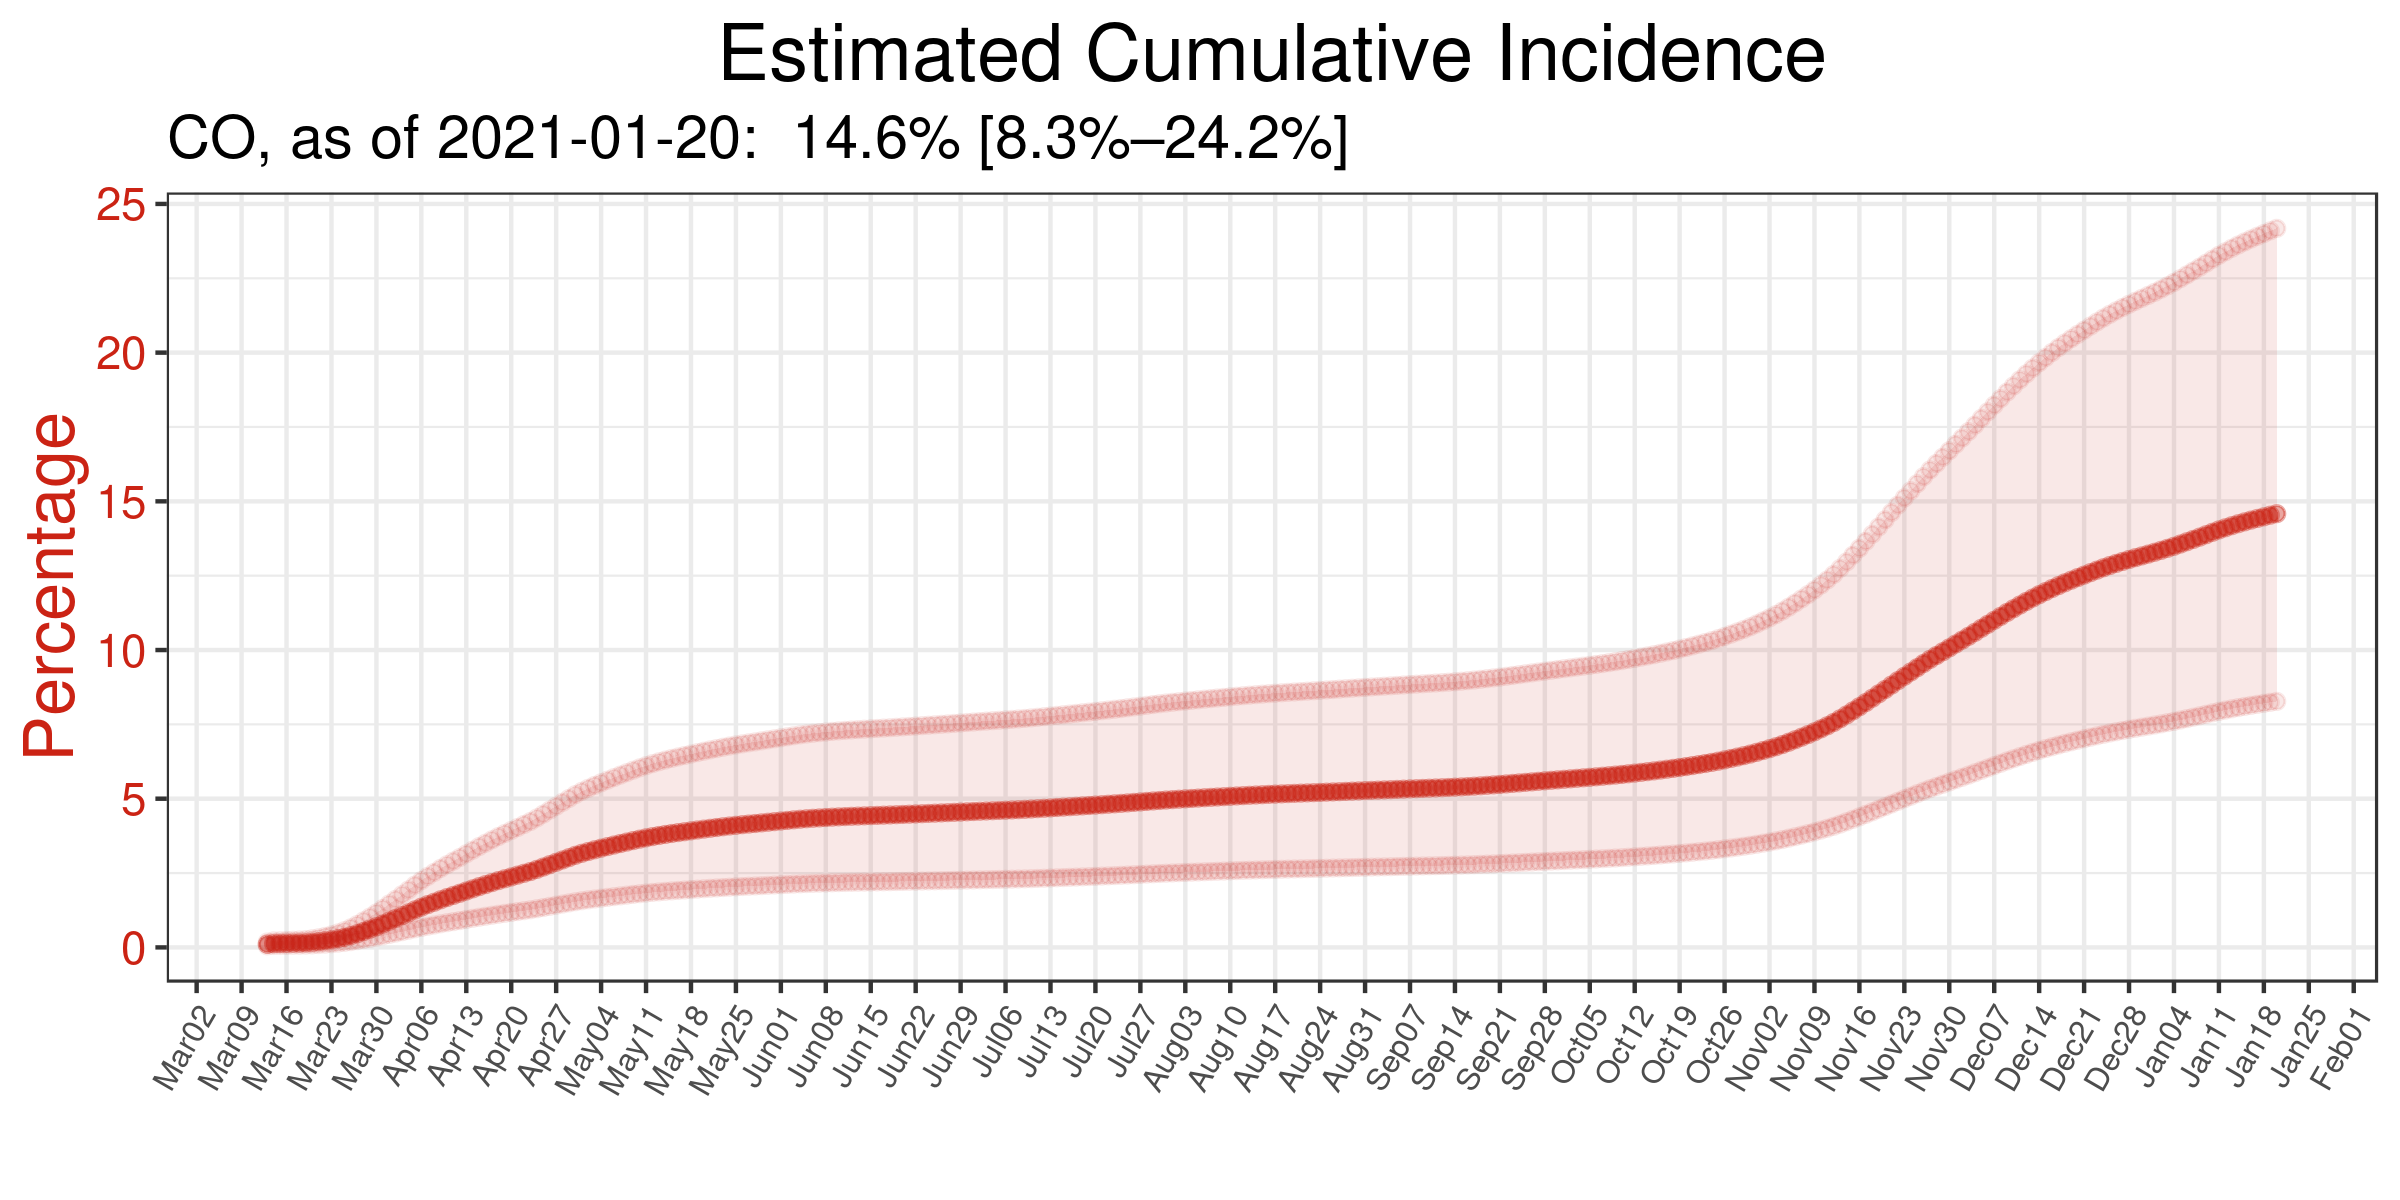 Estimated Cumulative Incidence
CO, as of 2021-01-20:  14.6% [8.3%–24.2%]
Percentage
25
20
15
10
5
0
Mar02
Mar09
Mar16
Mar23
Mar30
Apr06
Apr13
Apr20
Apr27
May04
May11
May18
May25
Jun01
Jun08
Jun15
Jun22
Jun29
Jul06
Jul13
Jul20
Jul27
Aug03
Aug10
Aug17
Aug24
Aug31
Sep07
Sep14
Sep21
Sep28
Oct05
Oct12
Oct19
Oct26
Nov02
Nov09
Nov16
Nov23
Nov30
Dec07
Dec14
Dec21
Dec28
Jan04
Jan11
Jan18
Jan25
Feb01